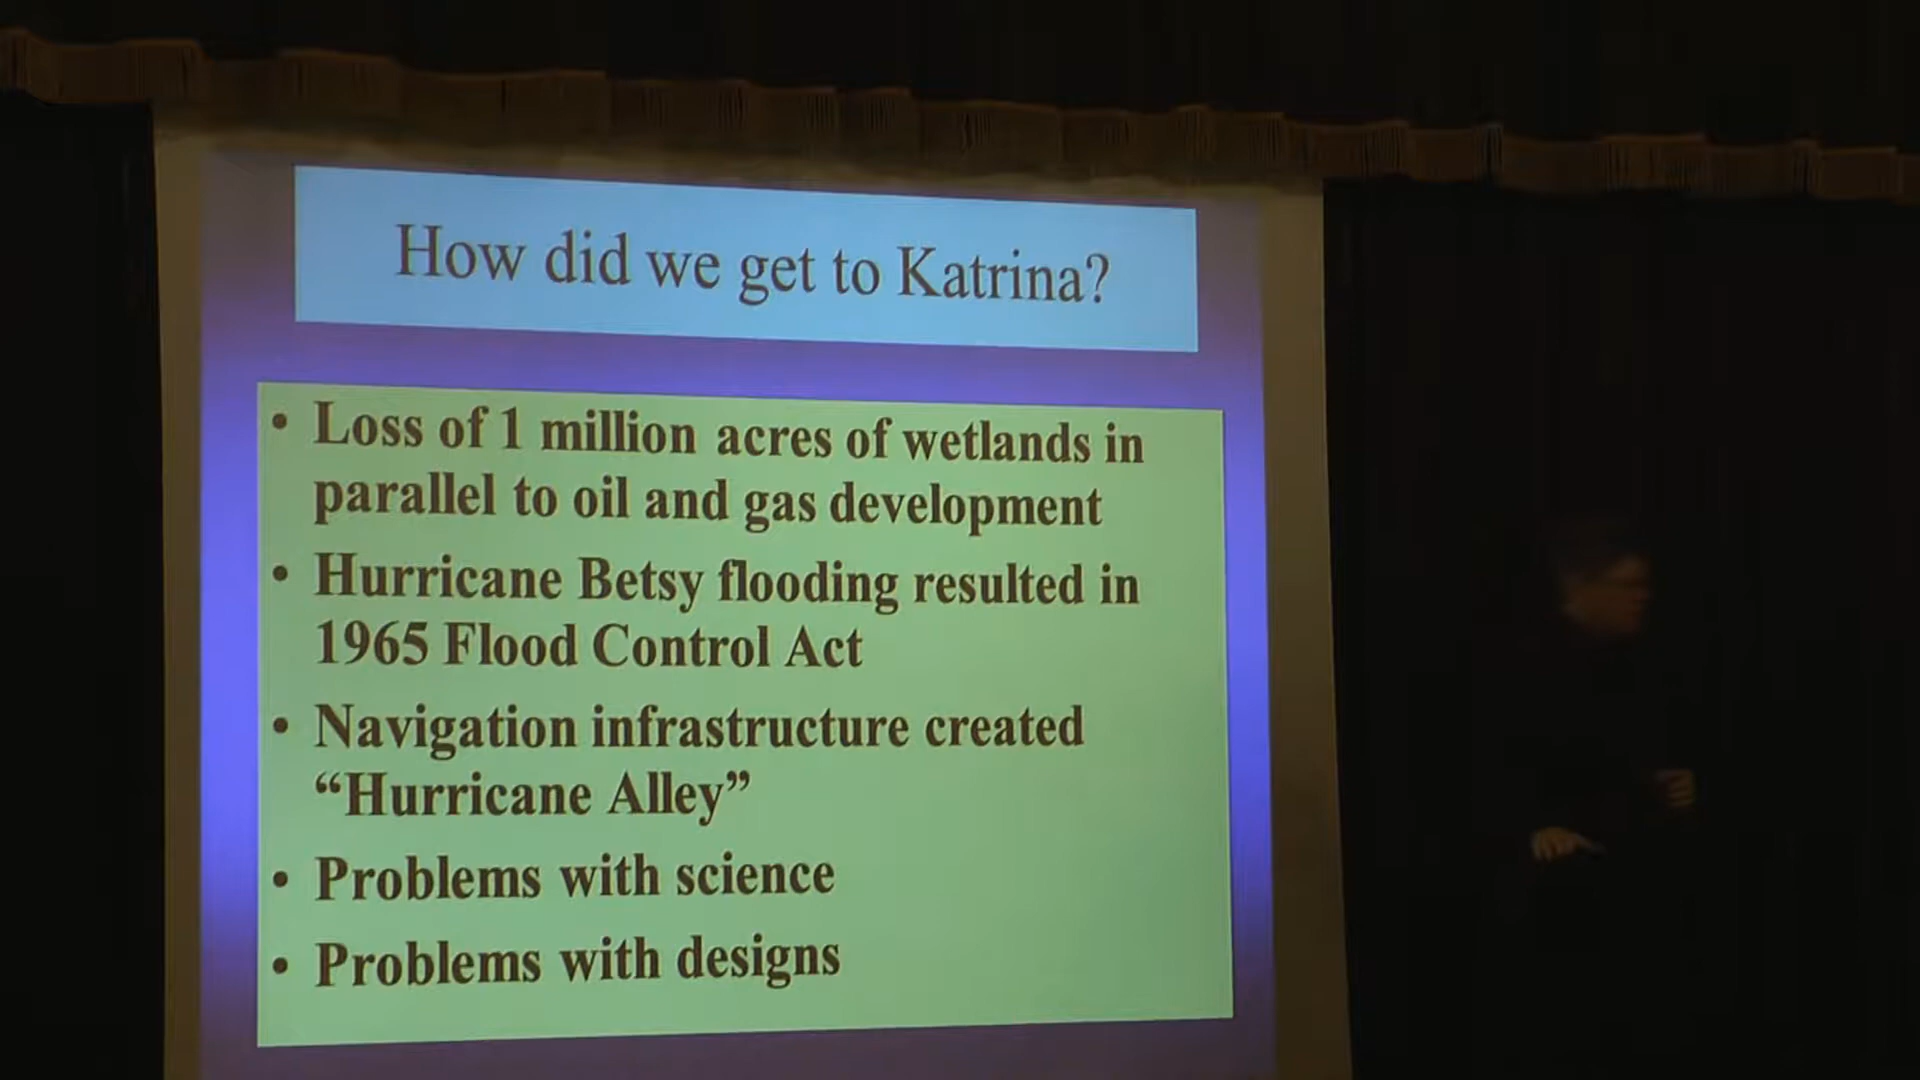 How did we get to Katrina?
• Loss of 1 million acres of wetlands in
parallel to oil and gas development
• Hurricane Betsy flooding resulted in
1965 Flood Control Act
• Navigation infrastructure created
“Hurricane Alley”
• Problems with science
• Problems with designs